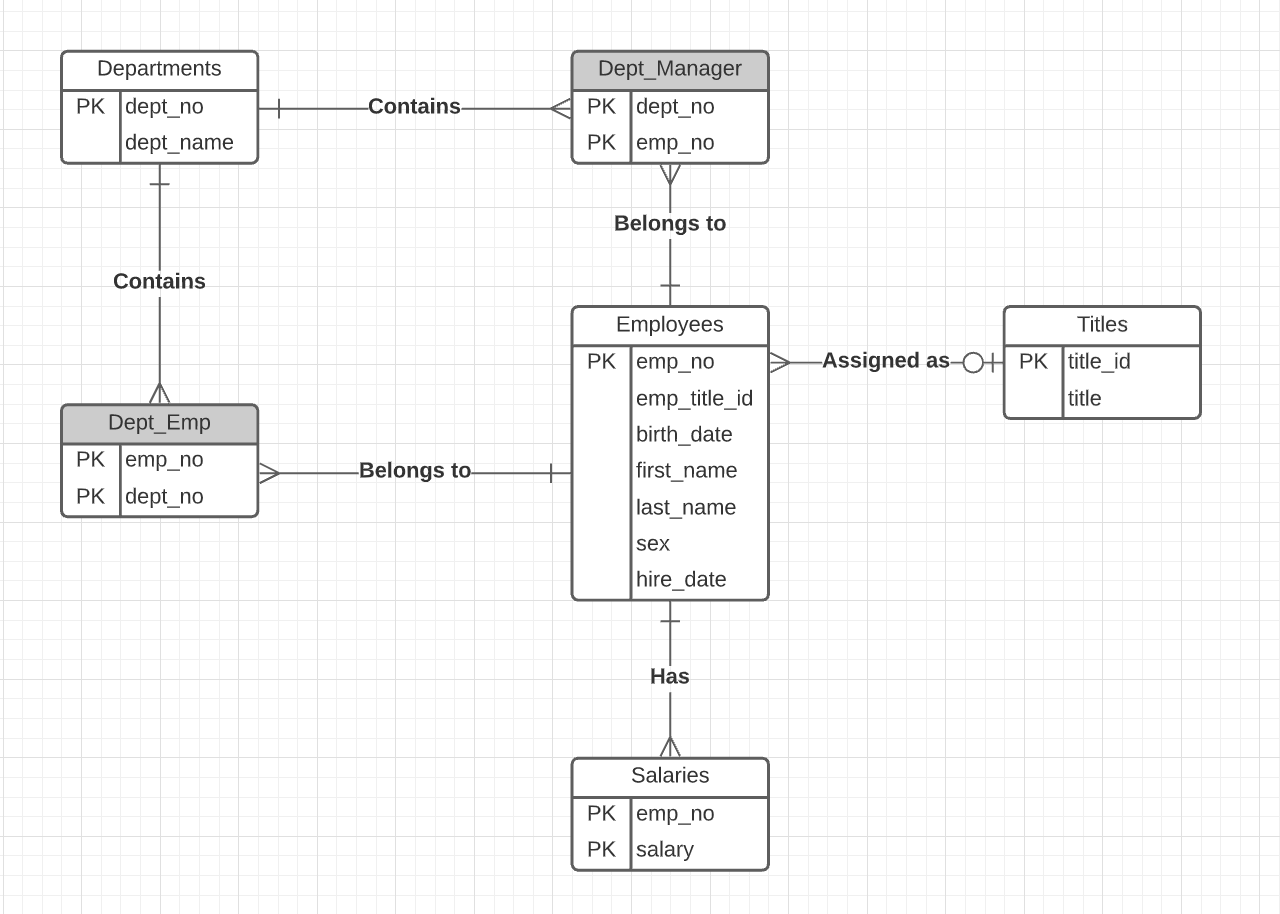 Departments
PK dept_no
dept_name
Contains
Dept_Manager
PK dept_no
PK emp_no
Belongs to
Contains
Employees
PK emp_no
emp_title_id
birth_date
first_name
last_name
sex
hire_date
Assigned as
Titles
PK title_id
title
Dept_Emp
PK emp_no
PK dept_no
Belongs to
Has
Salaries
PK emp_no
PK salary